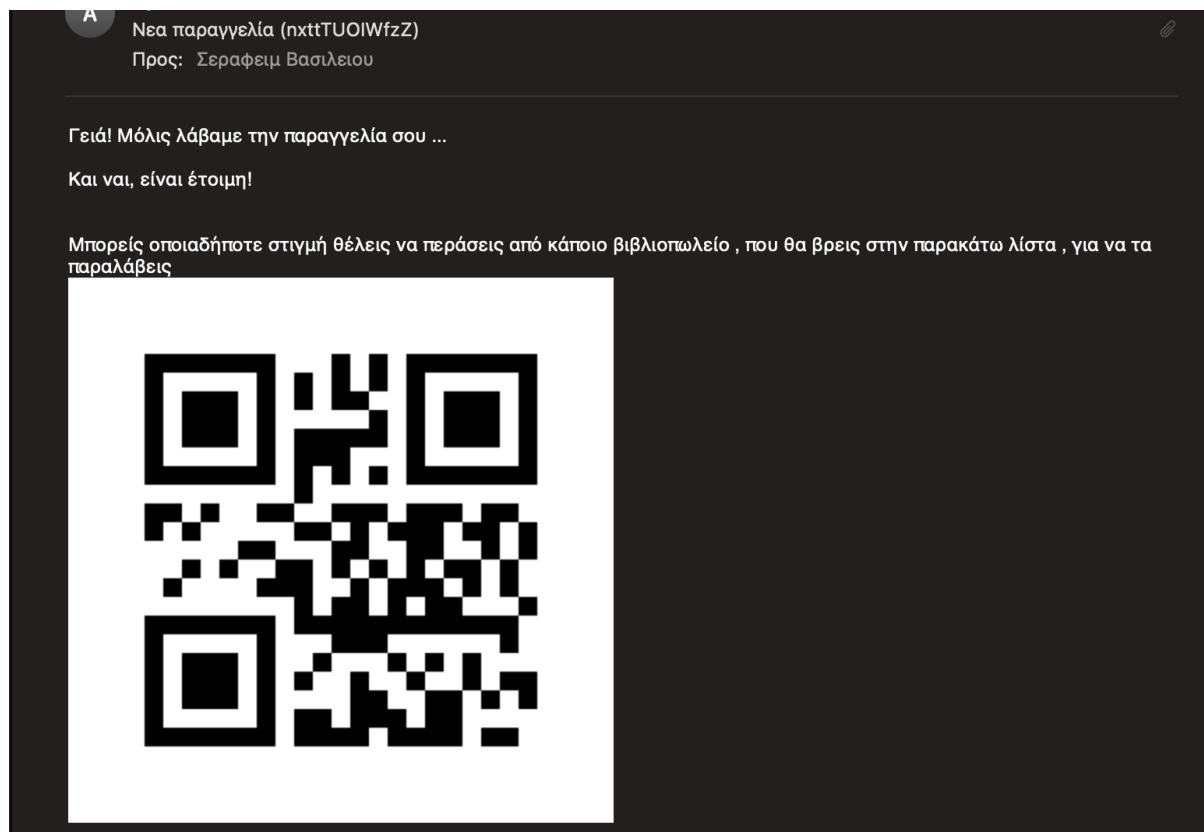 A
Νεα παραγγελία (nxttTUOIWfzZ)
Προς: Σεραφειμ Βασιλειου
Γειά! Μόλις λάβαμε την παραγγελία σου ...
Και ναι, είναι έτοιμη!
Μπορείς οποιαδήποτε στιγμή θέλεις να περάσεις από κάποιο βιβλιοπωλείο , που θα βρεις στην παρακάτω λίστα , για να τα
παραλάβεις